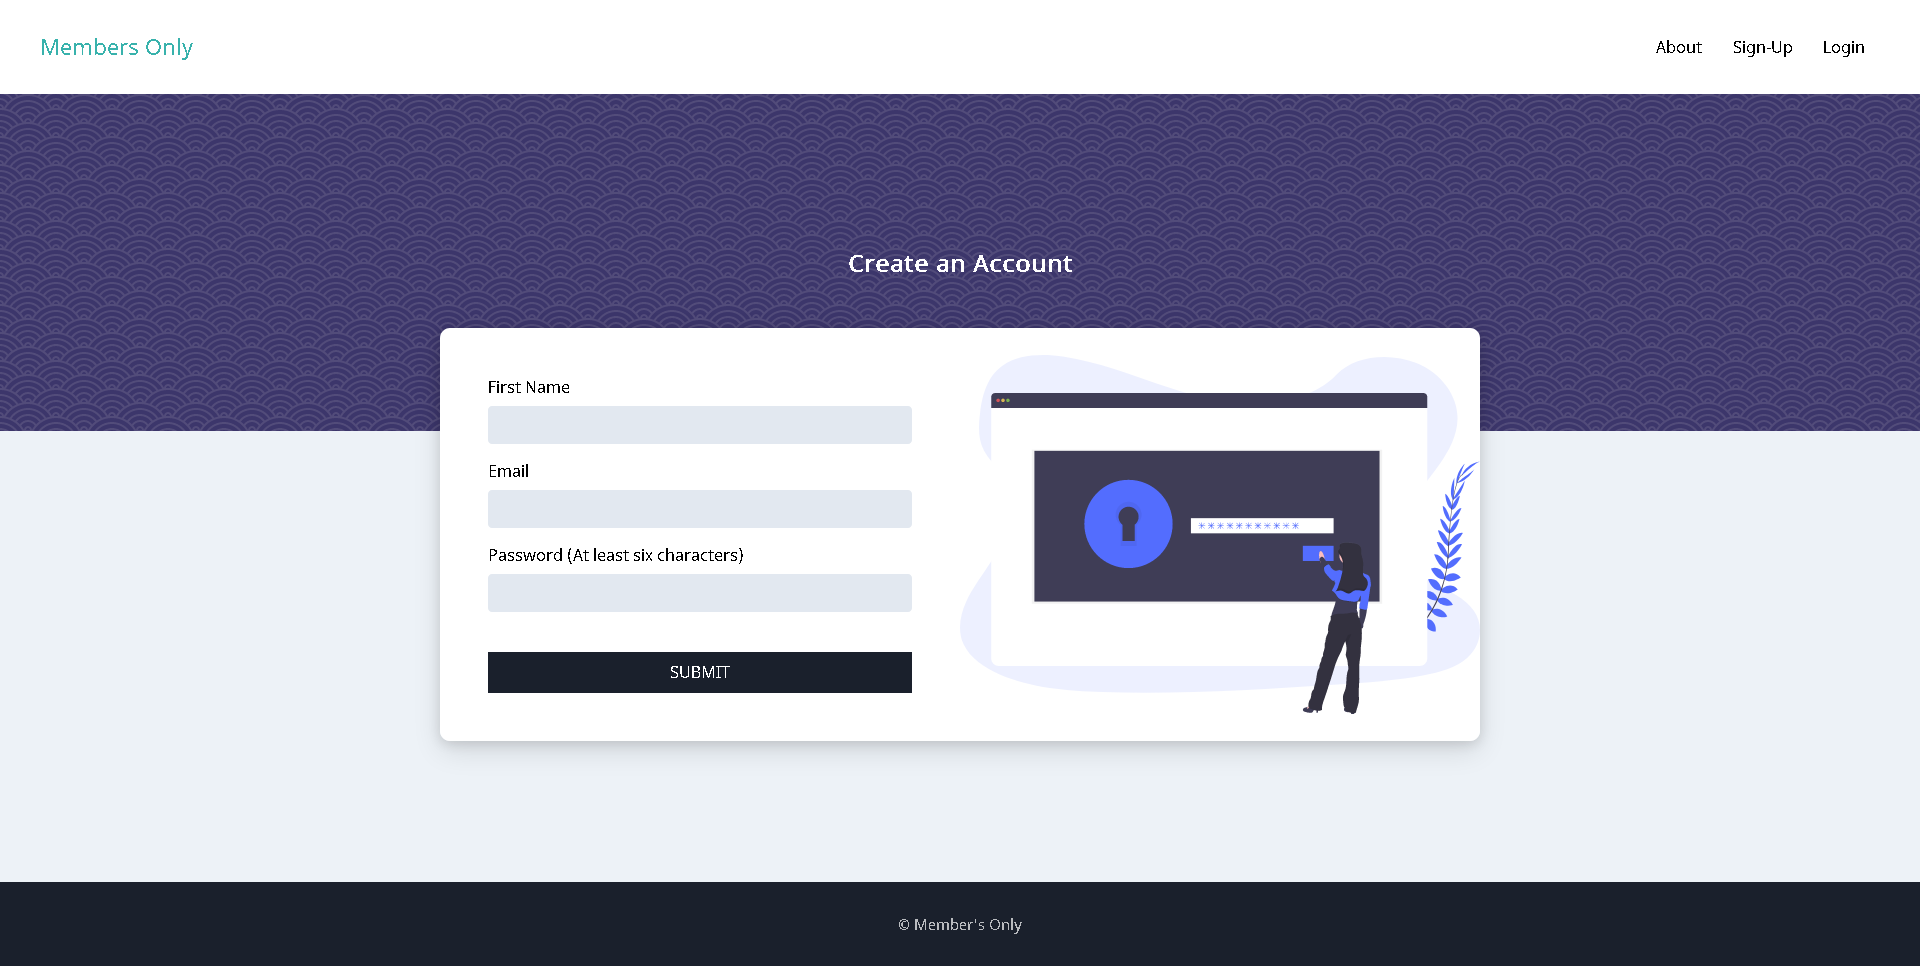 Members Only
About Sign-Up Login
Create an Account
First Name
Email
Password (At least six characters)
***********
SUBMIT
© Member's Only